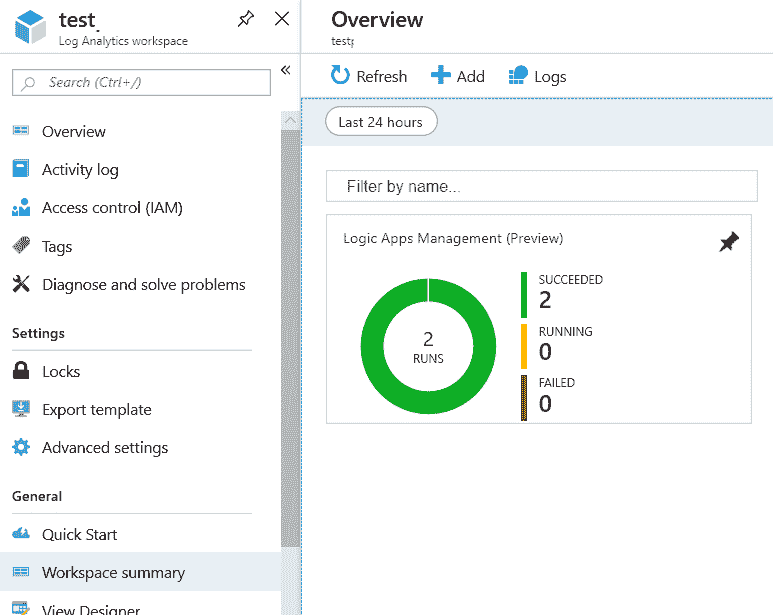 test
Log Analytics workspace
Search (Ctrl+/)
«
Overview
Activity log
Access control (IAM)
Tags
Diagnose and solve problems
Settings
Locks
Export template
Advanced settings
General
Quick Start
Workspace summary
View Designer
Overview
Refresh
Add
Logs
Last 24 hours
Filter by name...
Logic Apps Management (Preview)
2
RUNS
SUCCEEDED
2
RUNNING
0
FAILED
0